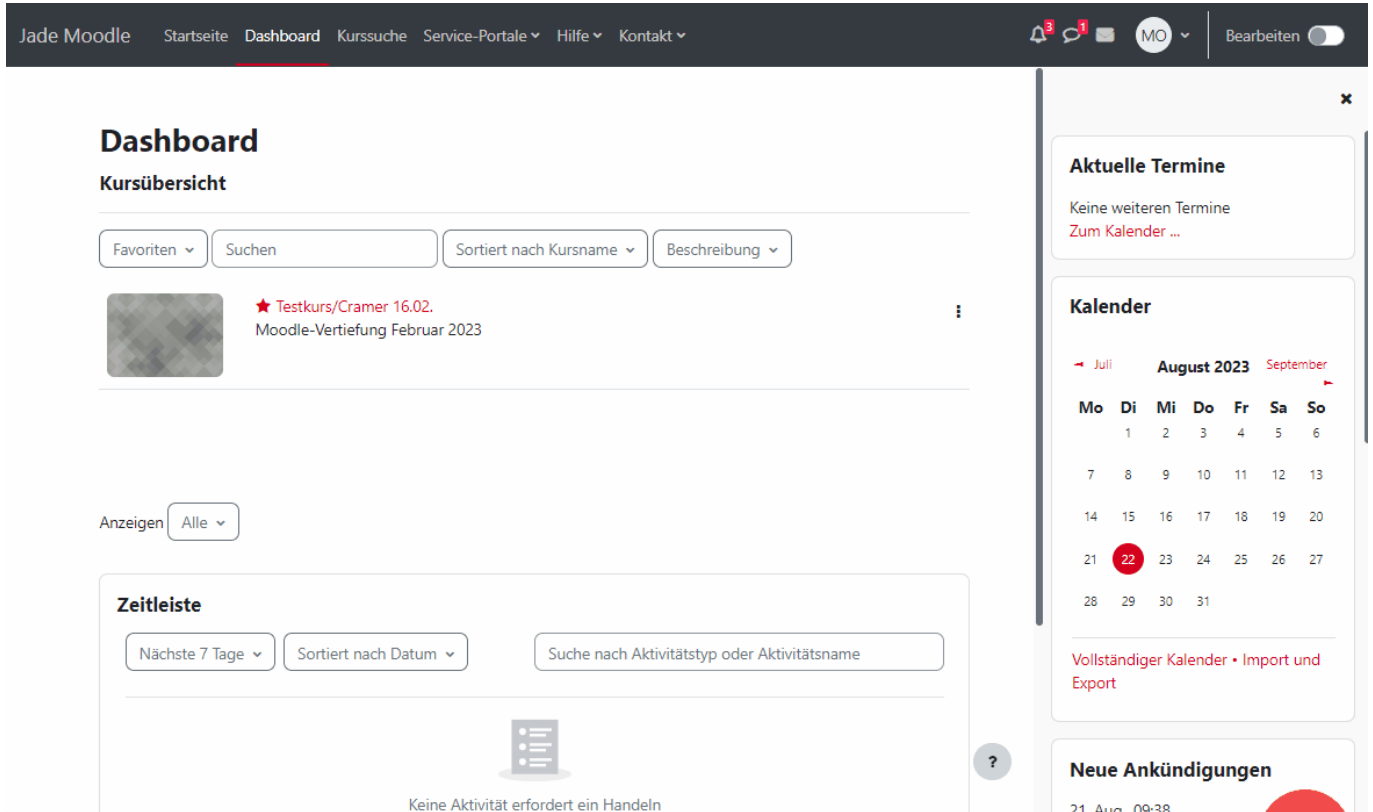 Jade Moodle Startseite Dashboard Kurssuche Service-Portale Hilfe Kontakt 3 1 MO Bearbeiten
Dashboard
Kursübersicht
Favoriten Suchen Sortiert nach Kursname Beschreibung
Testkurs/Cramer 16.02.
Moodle-Vertiefung Februar 2023
Anzeigen Alle
Zeitleiste
Nächste 7 Tage Sortiert nach Datum Suche nach Aktivitätstyp oder Aktivitätsname
Keine Aktivität erfordert ein Handeln
?
Aktuelle Termine
Keine weiteren Termine
Zum Kalender ...
Kalender
Juli August 2023 September
Mo Di Mi Do Fr Sa So
1 2 3 4 5 6
7 8 9 10 11 12 13
14 15 16 17 18 19 20
21 22 23 24 25 26 27
28 29 30 31
Vollständiger Kalender • Import und
Export
Neue Ankündigungen
21. Aug., 09:38